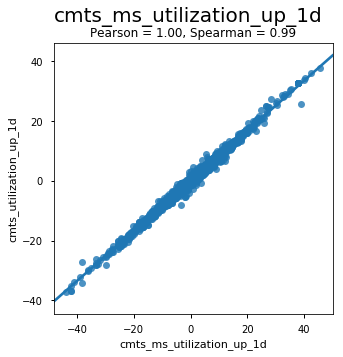 cmts_ms_utilization_up_1d
Pearson = 1.00, Spearman = 0.99
40
20
0
−20
−40
cmts_utilization_up_1d
−40
−20
0
20
40
cmts_ms_utilization_up_1d